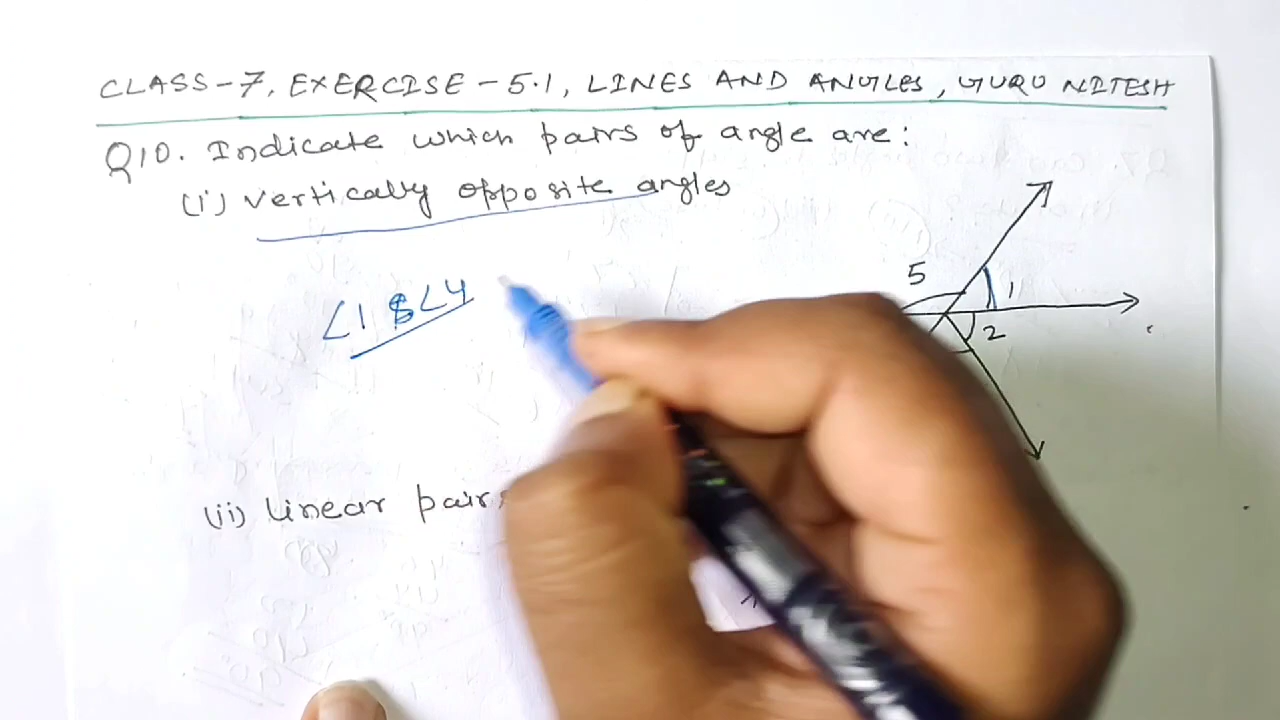 CLASS-7, EXERCISE-5.1, LINES AND ANGLES, GURU NITESH
Q10. Indicate which pairs of angle are:
(i) vertically opposite angles
5
1
∠1 & ∠4
2
(ii) linear pairs